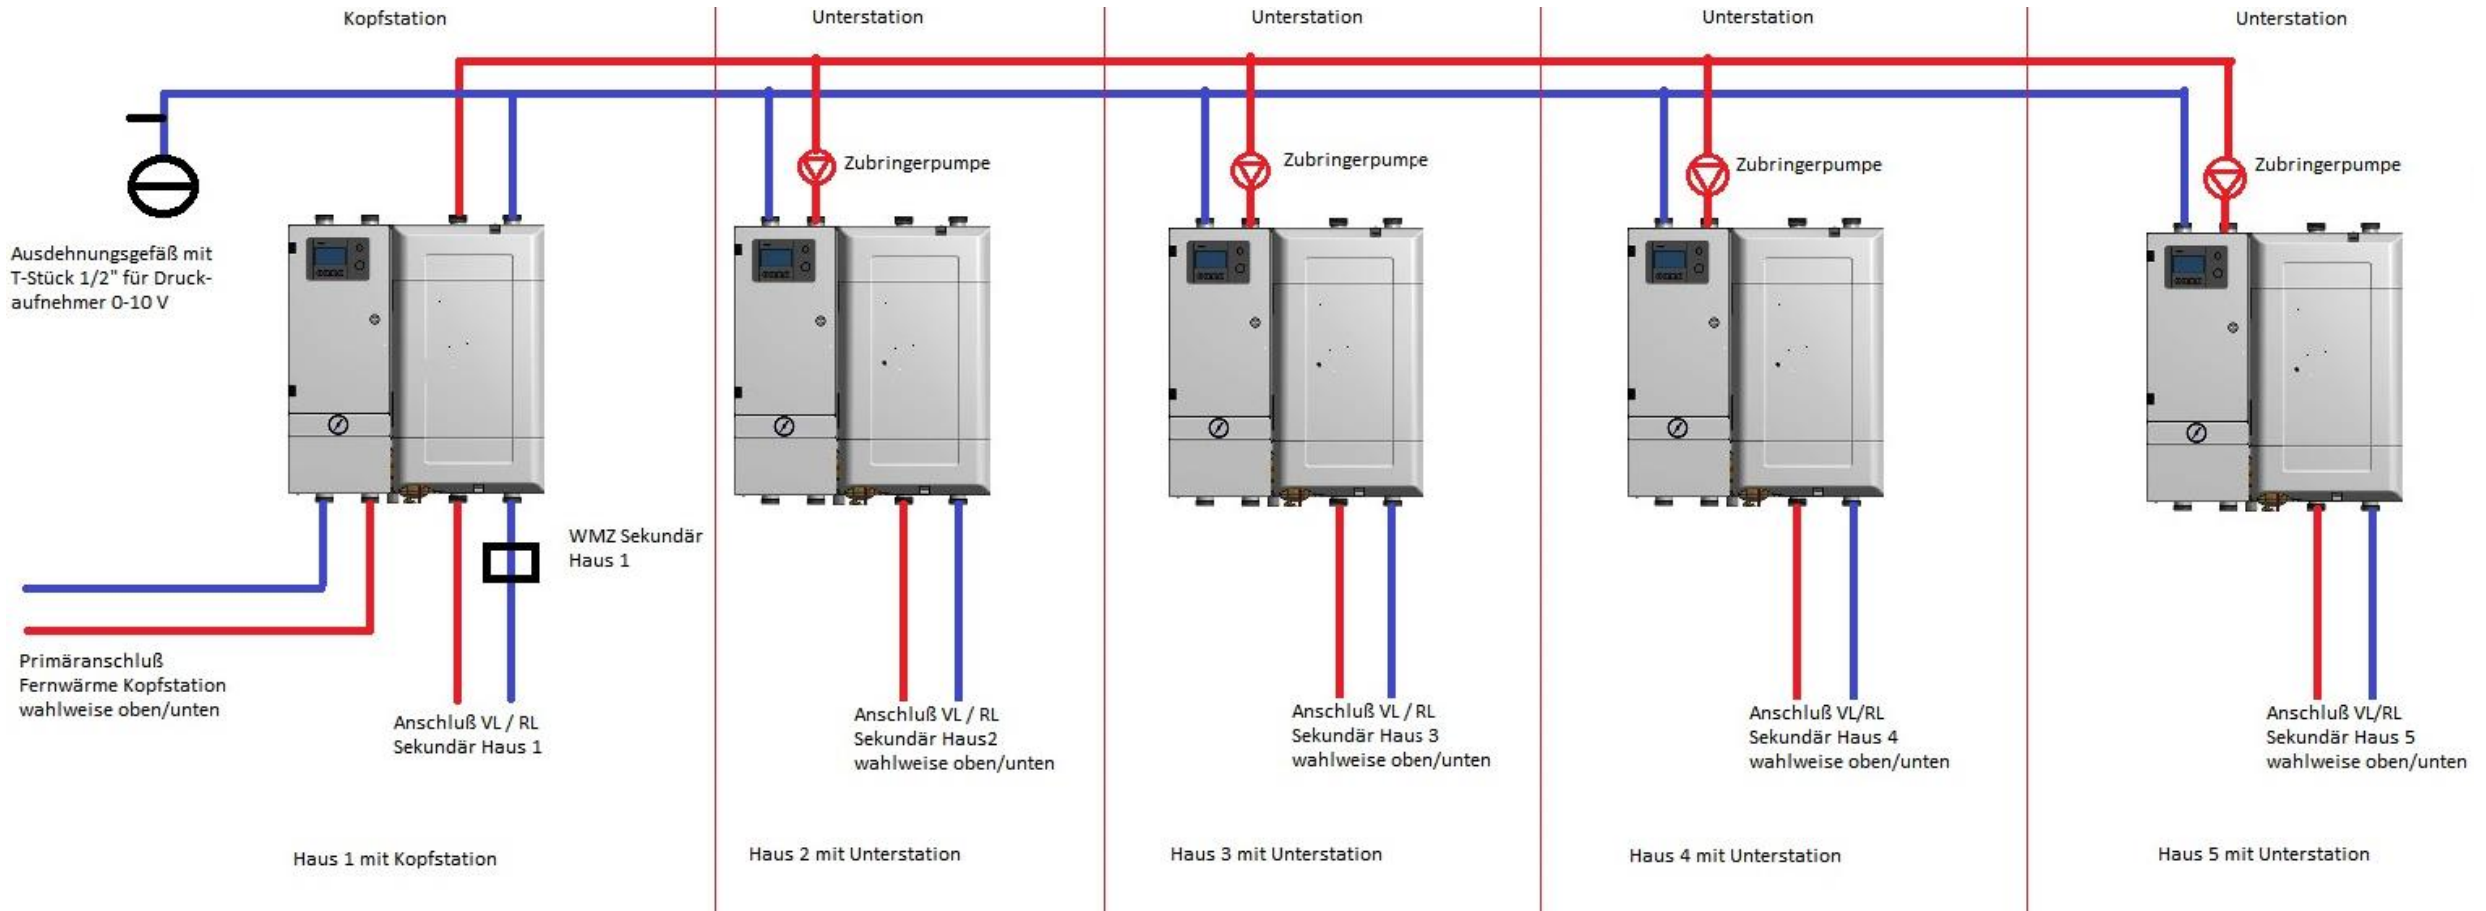 Kopfstation
Unterstation
Unterstation
Unterstation
Unterstation
Zubringerpumpe
Zubringerpumpe
Zubringerpumpe
Zubringerpumpe
Ausdehnungsgefäß mit
T-Stück 1/2" für Druck-
aufnehmer 0-10 V
WMZ Sekundär
Haus 1
Primäranschluß
Fernwärme Kopfstation
wahlweise oben/unten
Anschluß VL / RL
Sekundär Haus 1
Anschluß VL / RL
Sekundär Haus2
wahlweise oben/unten
Anschluß VL / RL
Sekundär Haus 3
wahlweise oben/unten
Anschluß VL/RL
Sekundär Haus 4
wahlweise oben/unten
Anschluß VL/RL
Sekundär Haus 5
wahlweise oben/unten
Haus 1 mit Kopfstation
Haus 2 mit Unterstation
Haus 3 mit Unterstation
Haus 4 mit Unterstation
Haus 5 mit Unterstation